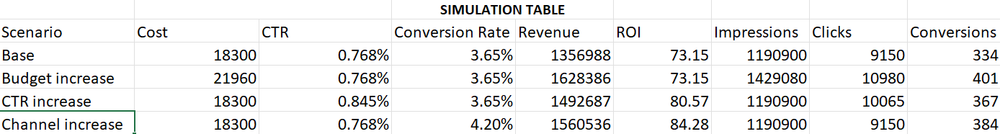 SIMULATION TABLE
Scenario Cost CTR Conversion Rate Revenue ROI Impressions Clicks Conversions
Base 18300 0.768% 3.65% 1356988 73.15 1190900 9150 334
Budget increase 21960 0.768% 3.65% 1628386 73.15 1429080 10980 401
CTR increase 18300 0.845% 3.65% 1492687 80.57 1190900 10065 367
Channel increase 18300 0.768% 4.20% 1560536 84.28 1190900 9150 384